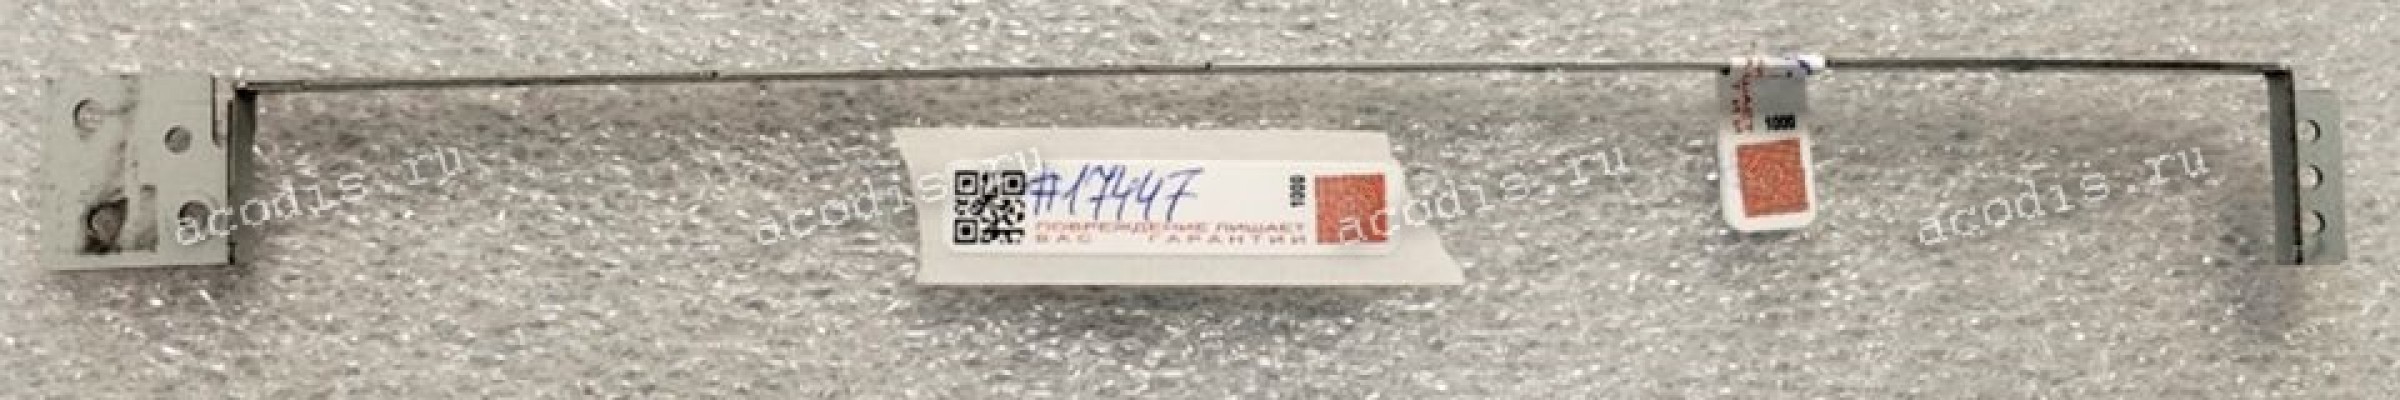 #17447
1000
ПОВРЕЖДЕНИЕ ЛИШАЕТ
ВАС ГАРАНТИИ
1000
acodis.ru
acodis.ru
acodis.ru
acodis.ru